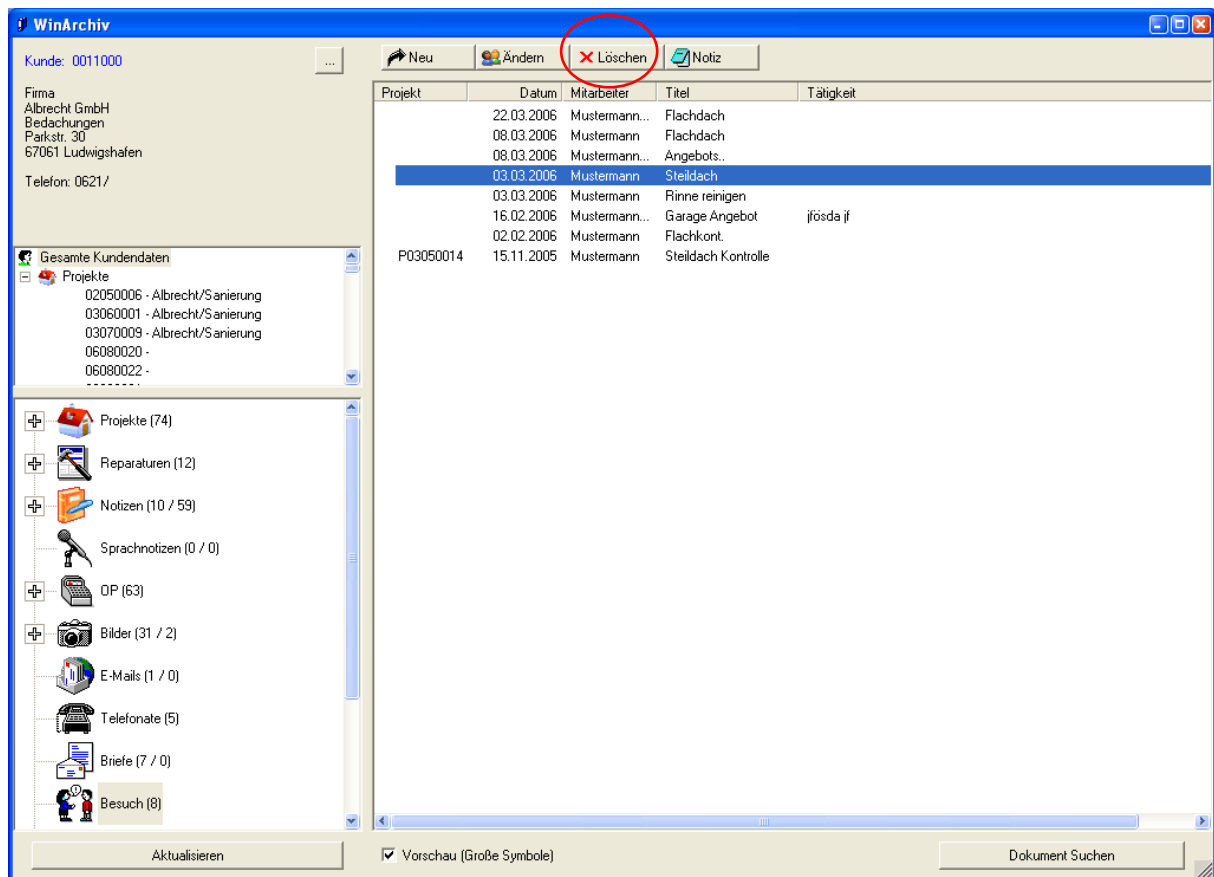 WinArchiv
Kunde: 0011000
...
Firma
Albrecht GmbH
Bedachungen
Parkstr. 30
67061 Ludwigshafen
Telefon: 0621/
Gesamte Kundendaten
Projekte
02050006 - Albrecht/Sanierung
03060001 - Albrecht/Sanierung
03070009 - Albrecht/Sanierung
06080020 -
06080022 -
Projekte (74)
Reparaturen (12)
Notizen (10 / 59)
Sprachnotizen (0 / 0)
OP (63)
Bilder (31 / 2)
E-Mails (1 / 0)
Telefonate (5)
Briefe (7 / 0)
Besuch (8)
Aktualisieren
Neu Ändern Löschen Notiz
Projekt Datum Mitarbeiter Titel Tätigkeit
22.03.2006 Mustermann... Flachdach
08.03.2006 Mustermann... Flachdach
08.03.2006 Mustermann... Angebots..
03.03.2006 Mustermann Steildach
03.03.2006 Mustermann Rinne reinigen
16.02.2006 Mustermann... Garage Angebot jfösda jf
02.02.2006 Mustermann Flachkont.
P03050014 15.11.2005 Mustermann Steildach Kontrolle
Vorschau (Große Symbole)
Dokument Suchen